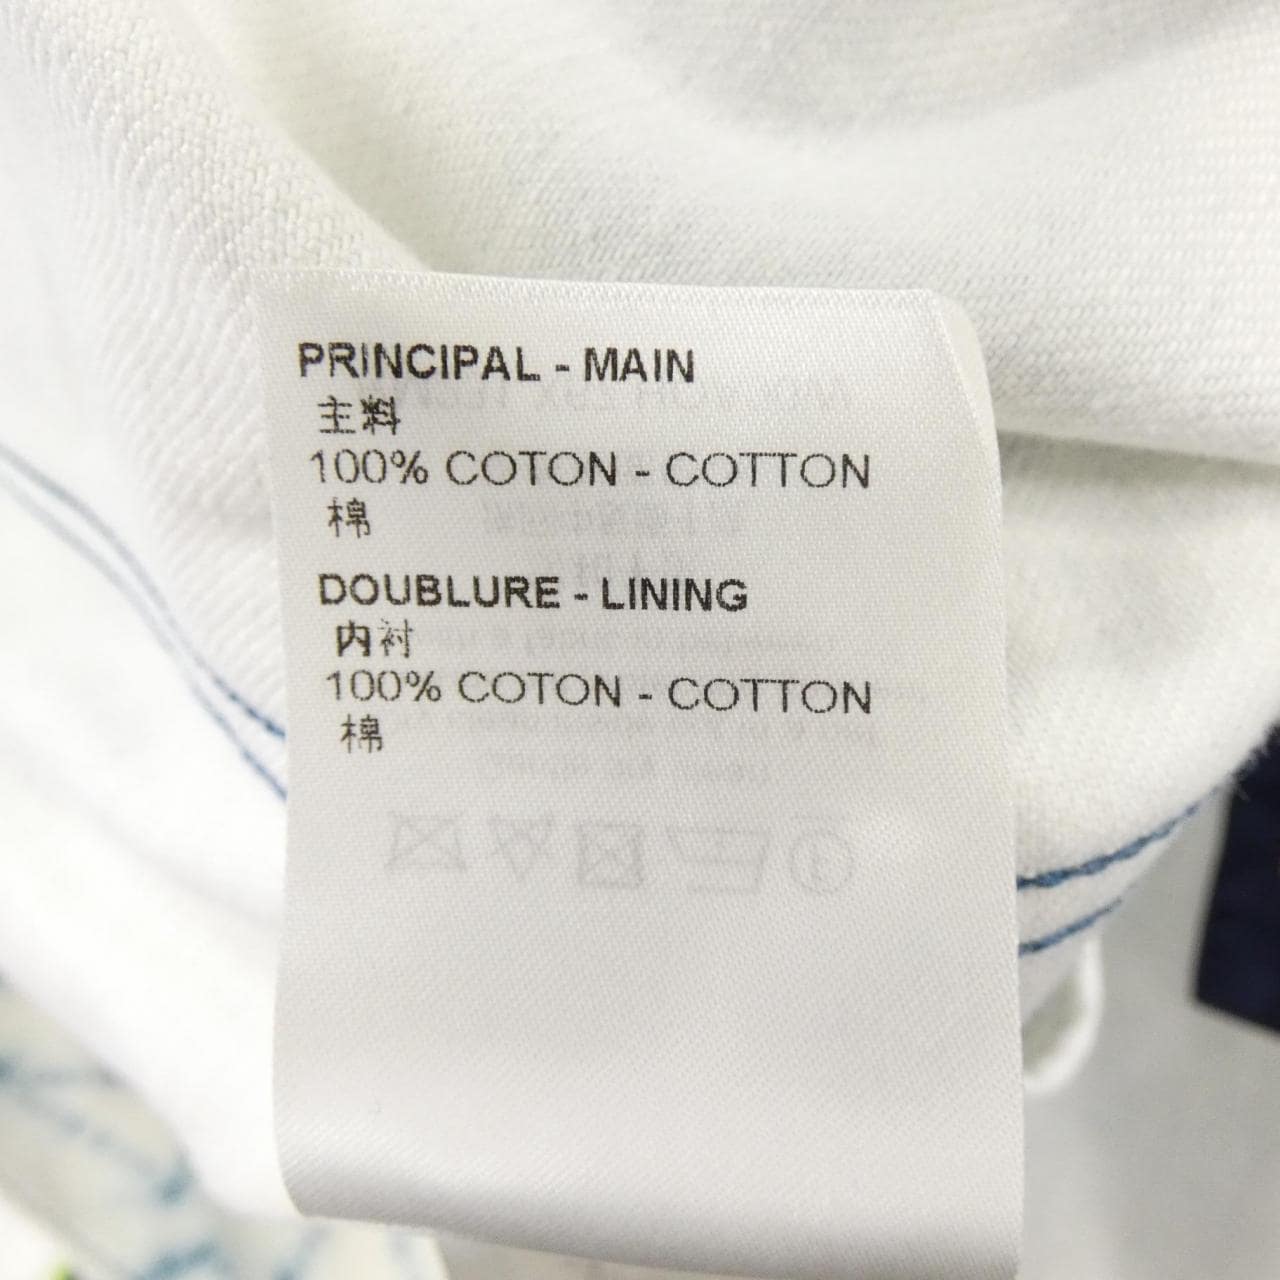 PRINCIPAL - MAIN
主料
100% COTON - COTTON
棉
DOUBLURE - LINING
内衬
100% COTON - COTTON
棉